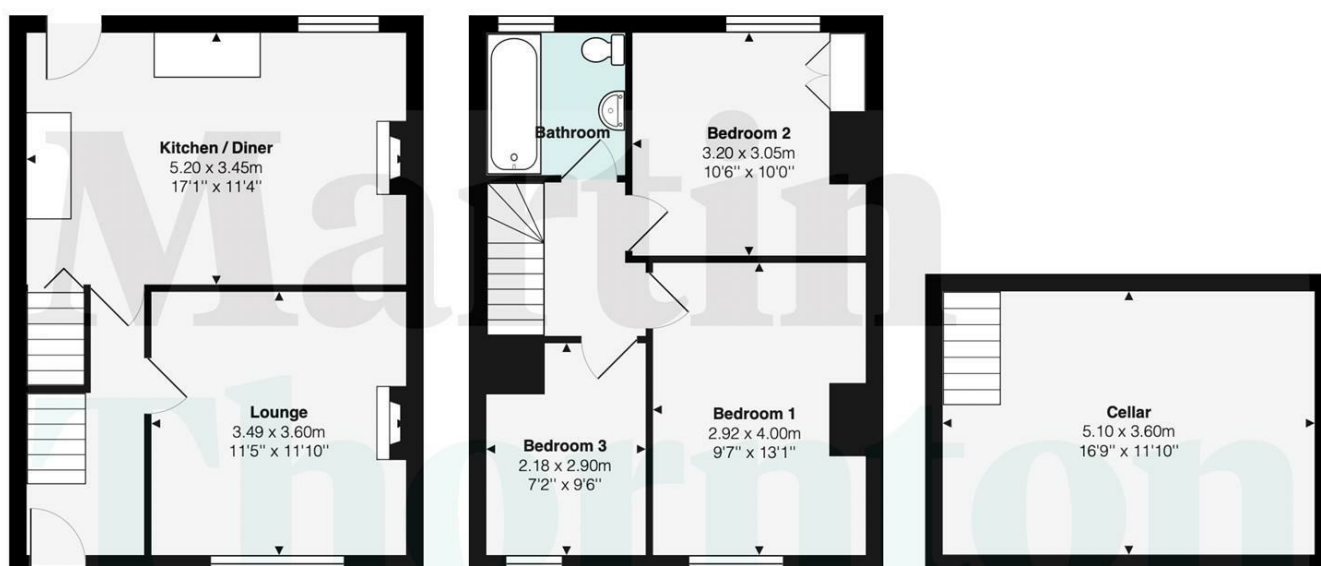 Kitchen / Diner
5.20 x 3.45m
17'1" x 11'4"
Lounge
3.49 x 3.60m
11'5" x 11'10"
Bathroom
Bedroom 2
3.20 x 3.05m
10'6" x 10'0"
Bedroom 3
2.18 x 2.90m
7'2" x 9'6"
Bedroom 1
2.92 x 4.00m
9'7" x 13'1"
Cellar
5.10 x 3.60m
16'9" x 11'10"
Martin
Thornton